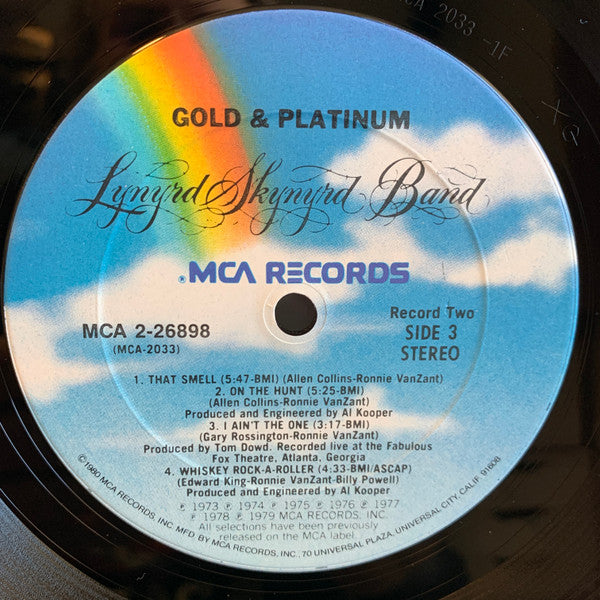 MCA 2033 -1F
XG
GOLD & PLATINUM
Lynyrd Skynyrd Band
®MCA RECORDS
MCA 2-26898
(MCA-2033)
Record Two
SIDE 3
STEREO
1. THAT SMELL (5:47-BMI) (Allen Collins-Ronnie VanZant)
2. ON THE HUNT (5:25-BMI)
(Allen Collins-Ronnie VanZant)
Produced and Engineered by Al Kooper
3. I AIN'T THE ONE (3:17-BMI)
(Gary Rossington-Ronnie VanZant)
Produced by Tom Dowd. Recorded live at the Fabulous
Fox Theatre, Atlanta, Georgia
4. WHISKEY ROCK-A-ROLLER (4:33-BMI/ASCAP)
(Edward King-Ronnie VanZant-Billy Powell)
Produced and Engineered by Al Kooper
℗ 1973 ℗ 1974 ℗ 1975 ℗ 1976 ℗ 1977
℗ 1978 ℗ 1979 MCA RECORDS, INC.
All selections have been previously
released on the MCA label.
©1980 MCA RECORDS, INC. MFD. BY MCA RECORDS, INC., 70 UNIVERSAL PLAZA, UNIVERSAL CITY, CALIF. 91608